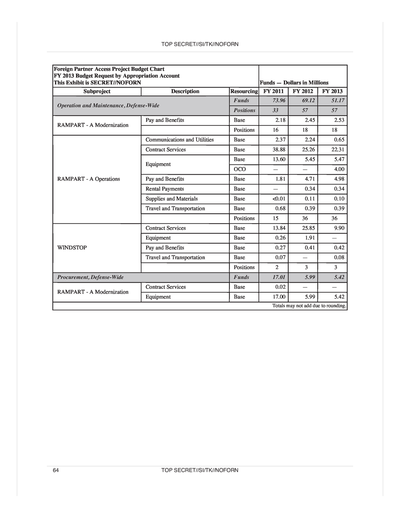 TOP SECRET//SI/TK//NOFORN
Foreign Partner Access Project Budget Chart
FY 2013 Budget Request by Appropriation Account
This Exhibit is SECRET//NOFORN Funds — Dollars in Millions
Subproject Description Resourcing FY 2011 FY 2012 FY 2013
Operation and Maintenance, Defense-Wide Funds 73.96 69.12 51.17
Positions 33 57 57
RAMPART - A Modernization Pay and Benefits Base 2.18 2.45 2.53
Positions 16 18 18
RAMPART - A Operations Communications and Utilities Base 2.37 2.24 0.65
Contract Services Base 38.88 25.26 22.31
Equipment Base 13.60 5.45 5.47
OCO — — 4.00
Pay and Benefits Base 1.81 4.71 4.98
Rental Payments Base — 0.34 0.34
Supplies and Materials Base <0.01 0.11 0.10
Travel and Transportation Base 0.68 0.39 0.39
Positions 15 36 36
WINDSTOP Contract Services Base 13.84 25.85 9.90
Equipment Base 0.26 1.91 —
Pay and Benefits Base 0.27 0.41 0.42
Travel and Transportation Base 0.07 — 0.08
Positions 2 3 3
Procurement, Defense-Wide Funds 17.01 5.99 5.42
RAMPART - A Modernization Contract Services Base 0.02 — —
Equipment Base 17.00 5.99 5.42
Totals may not add due to rounding.
64 TOP SECRET//SI/TK//NOFORN